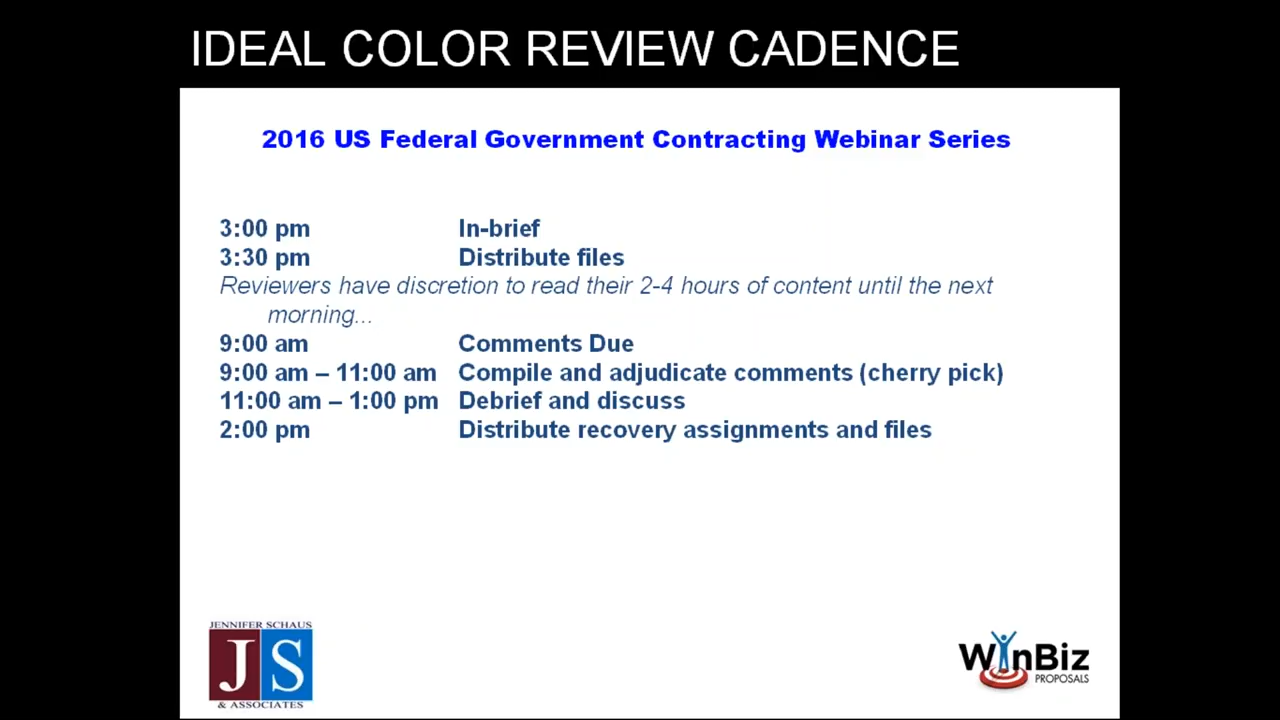 IDEAL COLOR REVIEW CADENCE
2016 US Federal Government Contracting Webinar Series
3:00 pm In-brief
3:30 pm Distribute files
Reviewers have discretion to read their 2-4 hours of content until the next
morning...
9:00 am Comments Due
9:00 am – 11:00 am Compile and adjudicate comments (cherry pick)
11:00 am – 1:00 pm Debrief and discuss
2:00 pm Distribute recovery assignments and files
JENNIFER SCHAUS
JS
& ASSOCIATES
WinBiz
PROPOSALS